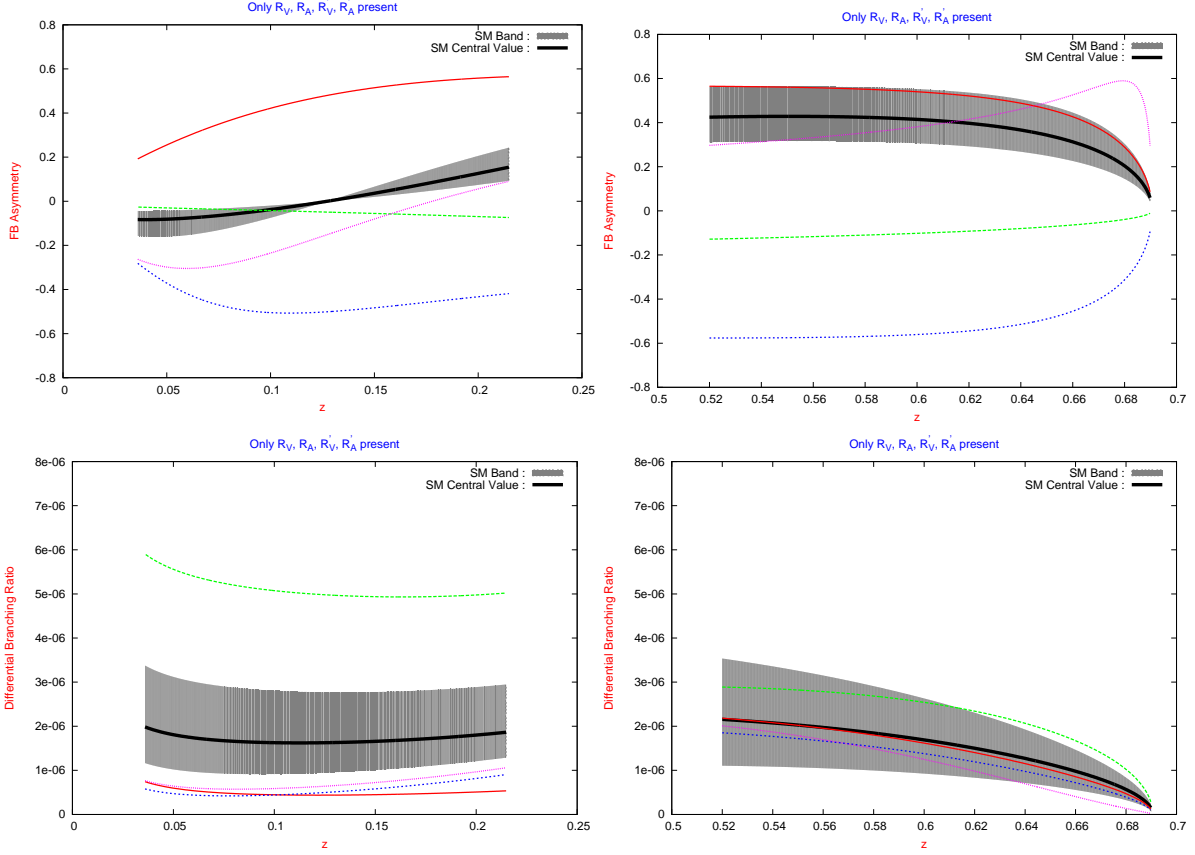 Only R_V, R_A, R_V, R_A present
SM Band :
SM Central Value :
FB Asymmetry
0.8
0.6
0.4
0.2
0
-0.2
-0.4
-0.6
-0.8
0 0.05 0.1 0.15 0.2 0.25
z
Only R_V, R_A, R'_V, R'_A present
SM Band :
SM Central Value :
FB Asymmetry
0.8
0.6
0.4
0.2
0
-0.2
-0.4
-0.6
-0.8
0.5 0.52 0.54 0.56 0.58 0.6 0.62 0.64 0.66 0.68 0.7
z
Only R_V, R_A, R'_V, R'_A present
SM Band :
SM Central Value :
Differential Branching Ratio
8e-06
7e-06
6e-06
5e-06
4e-06
3e-06
2e-06
1e-06
0
0 0.05 0.1 0.15 0.2 0.25
z
Only R_V, R_A, R'_V, R'_A present
SM Band :
SM Central Value :
Differential Branching Ratio
8e-06
7e-06
6e-06
5e-06
4e-06
3e-06
2e-06
1e-06
0
0.5 0.52 0.54 0.56 0.58 0.6 0.62 0.64 0.66 0.68 0.7
z